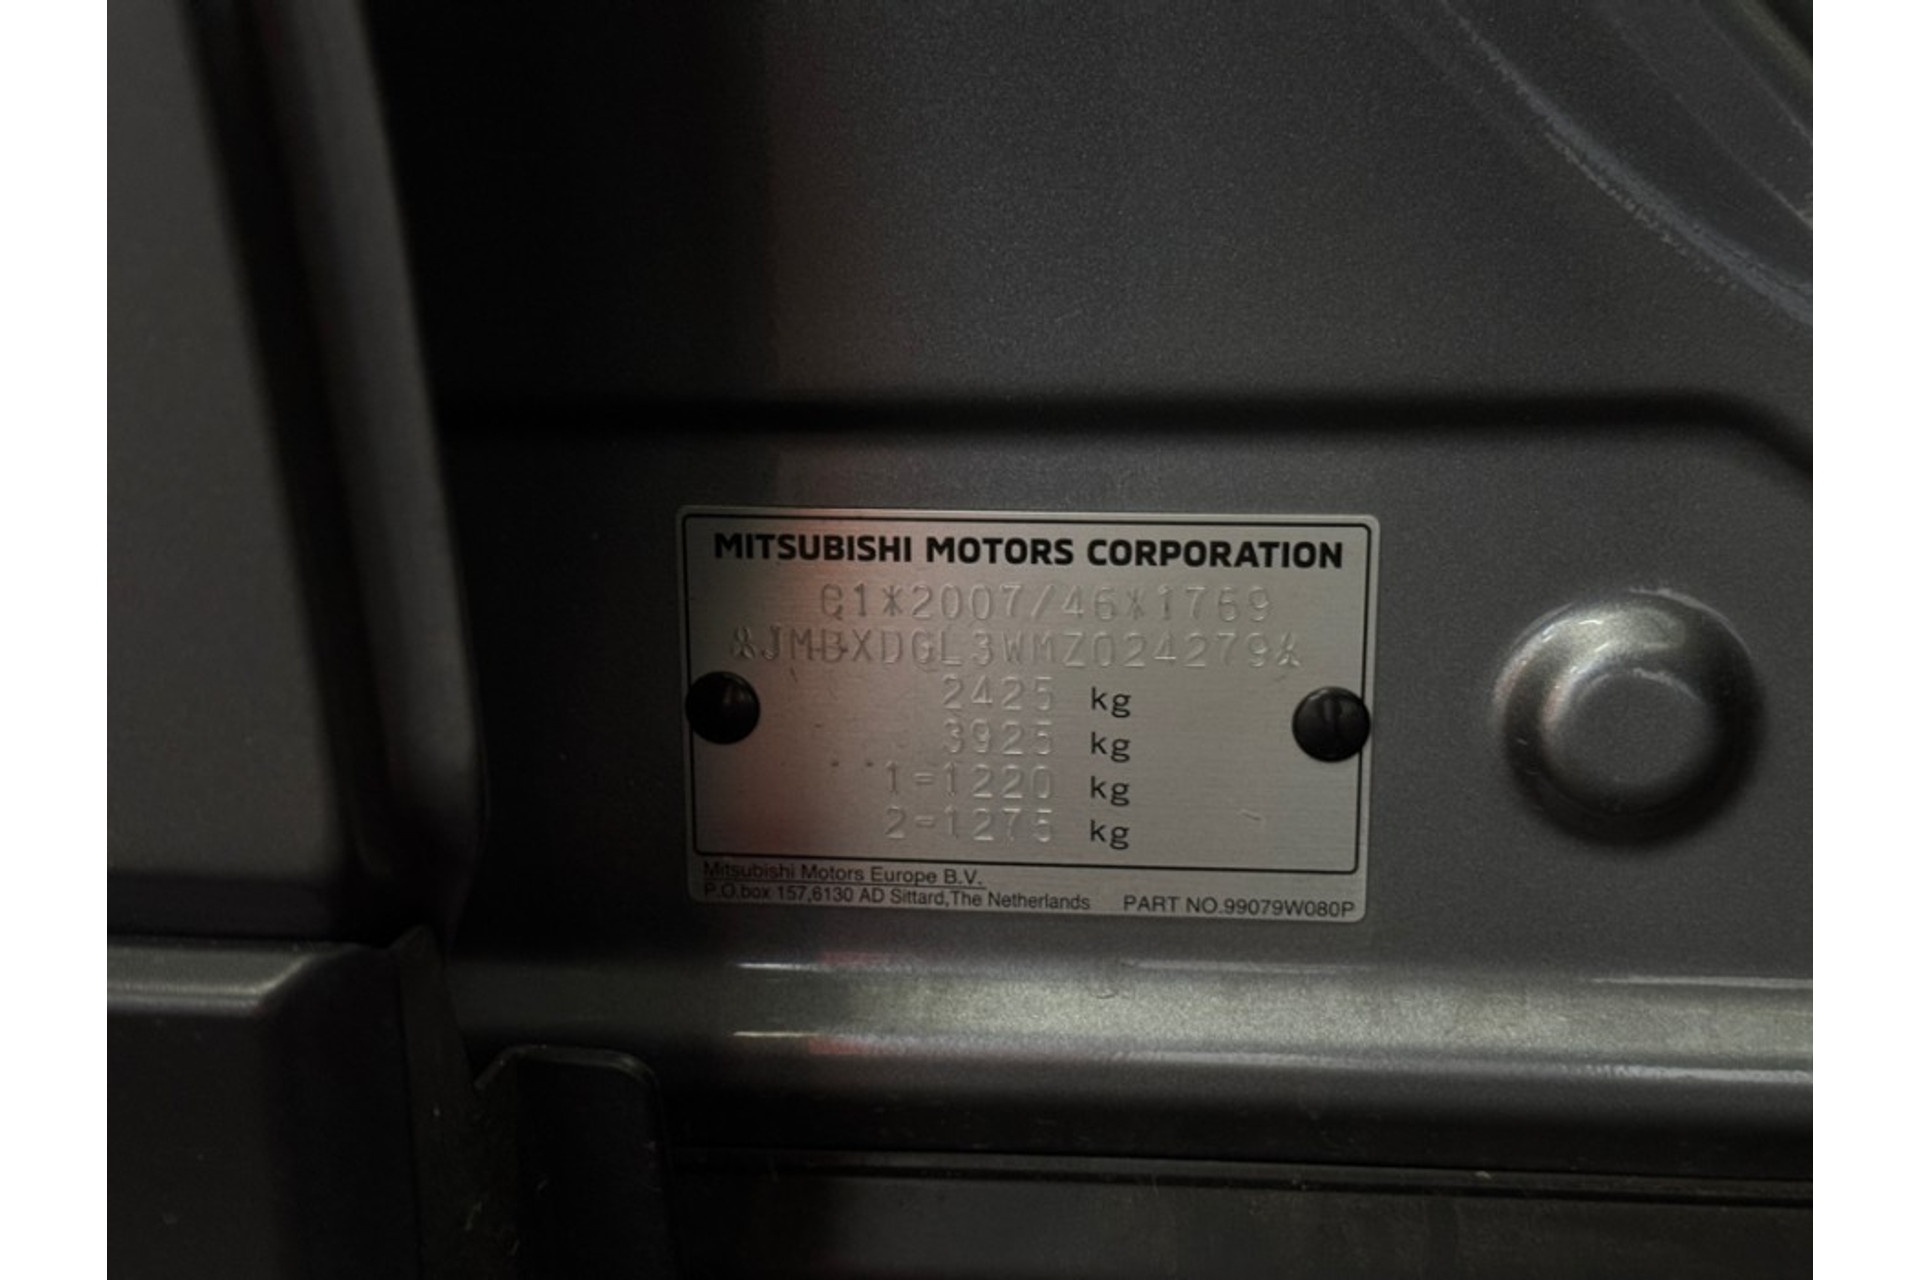 MITSUBISHI MOTORS CORPORATION
e1*2007/46*1769
*JMBXDGL3WMZ024279*
2425 kg
3925 kg
1=1220 kg
2=1275 kg
Mitsubishi Motors Europe B.V.
P.O.box 157,6130 AD Sittard,The Netherlands PART NO.99079W080P